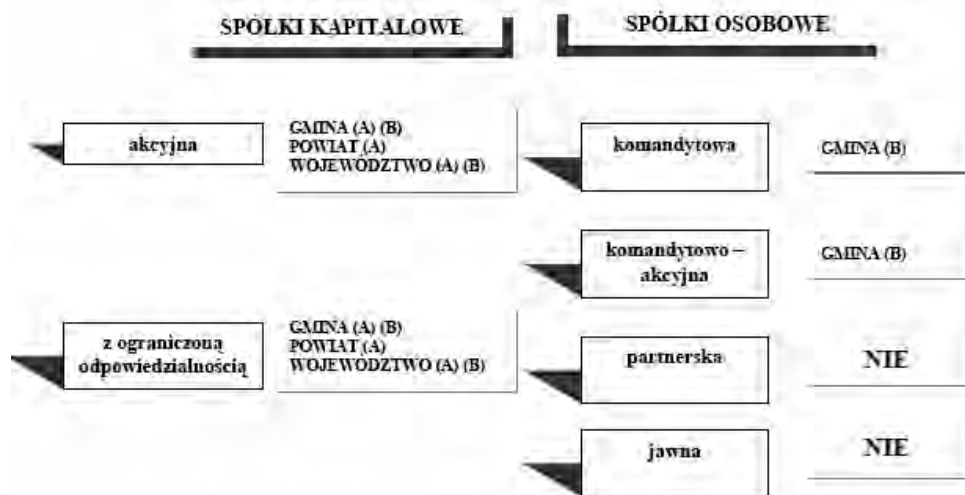 SPÓŁKI KAPITALOWE
SPÓŁKI OSOBOWE
akcyjna
GMINA (A) (B)
POWIAT (A)
WOJEWÓDZTWO (A) (B)
komandytowa
GMINA (B)
komandytowo –
akcyjna
GMINA (B)
z ograniczoną
odpowiedzialnością
GMINA (A) (B)
POWIAT (A)
WOJEWÓDZTWO (A) (B)
partnerska
NIE
jawna
NIE